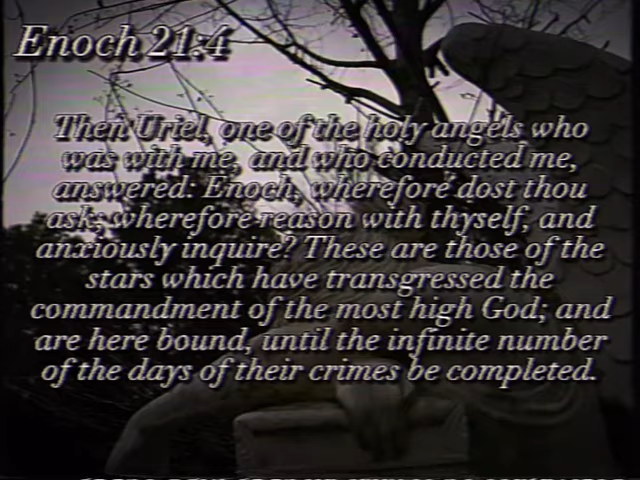 Enoch 21:4
Then Uriel, one of the holy angels who
was with me, and who conducted me,
answered: Enoch, wherefore dost thou
ask; wherefore reason with thyself, and
anxiously inquire? These are those of the
stars which have transgressed the
commandment of the most high God; and
are here bound, until the infinite number
of the days of their crimes be completed.